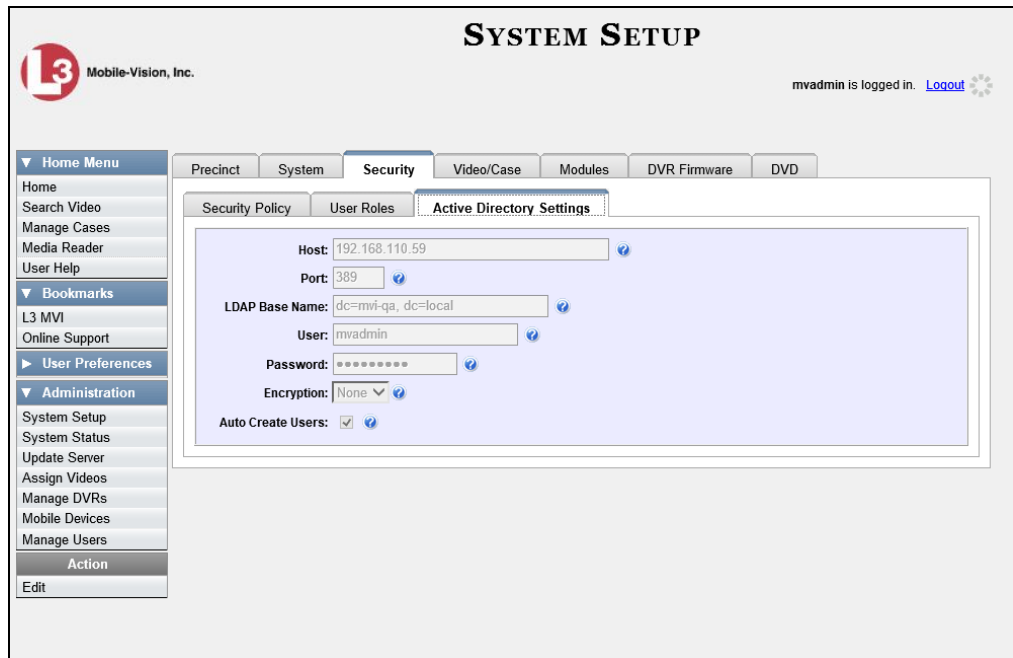 SYSTEM SETUP
L3 Mobile-Vision, Inc.
mvadmin is logged in. Logout
▼ Home Menu
Home
Search Video
Manage Cases
Media Reader
User Help
▼ Bookmarks
L3 MVI
Online Support
▶ User Preferences
▼ Administration
System Setup
System Status
Update Server
Assign Videos
Manage DVRs
Mobile Devices
Manage Users
Action
Edit
Precinct System Security Video/Case Modules DVR Firmware DVD
Security Policy User Roles Active Directory Settings
Host: 192.168.110.59
Port: 389
LDAP Base Name: dc=mvi-qa, dc=local
User: mvadmin
Password: •••••••••
Encryption: None
Auto Create Users: